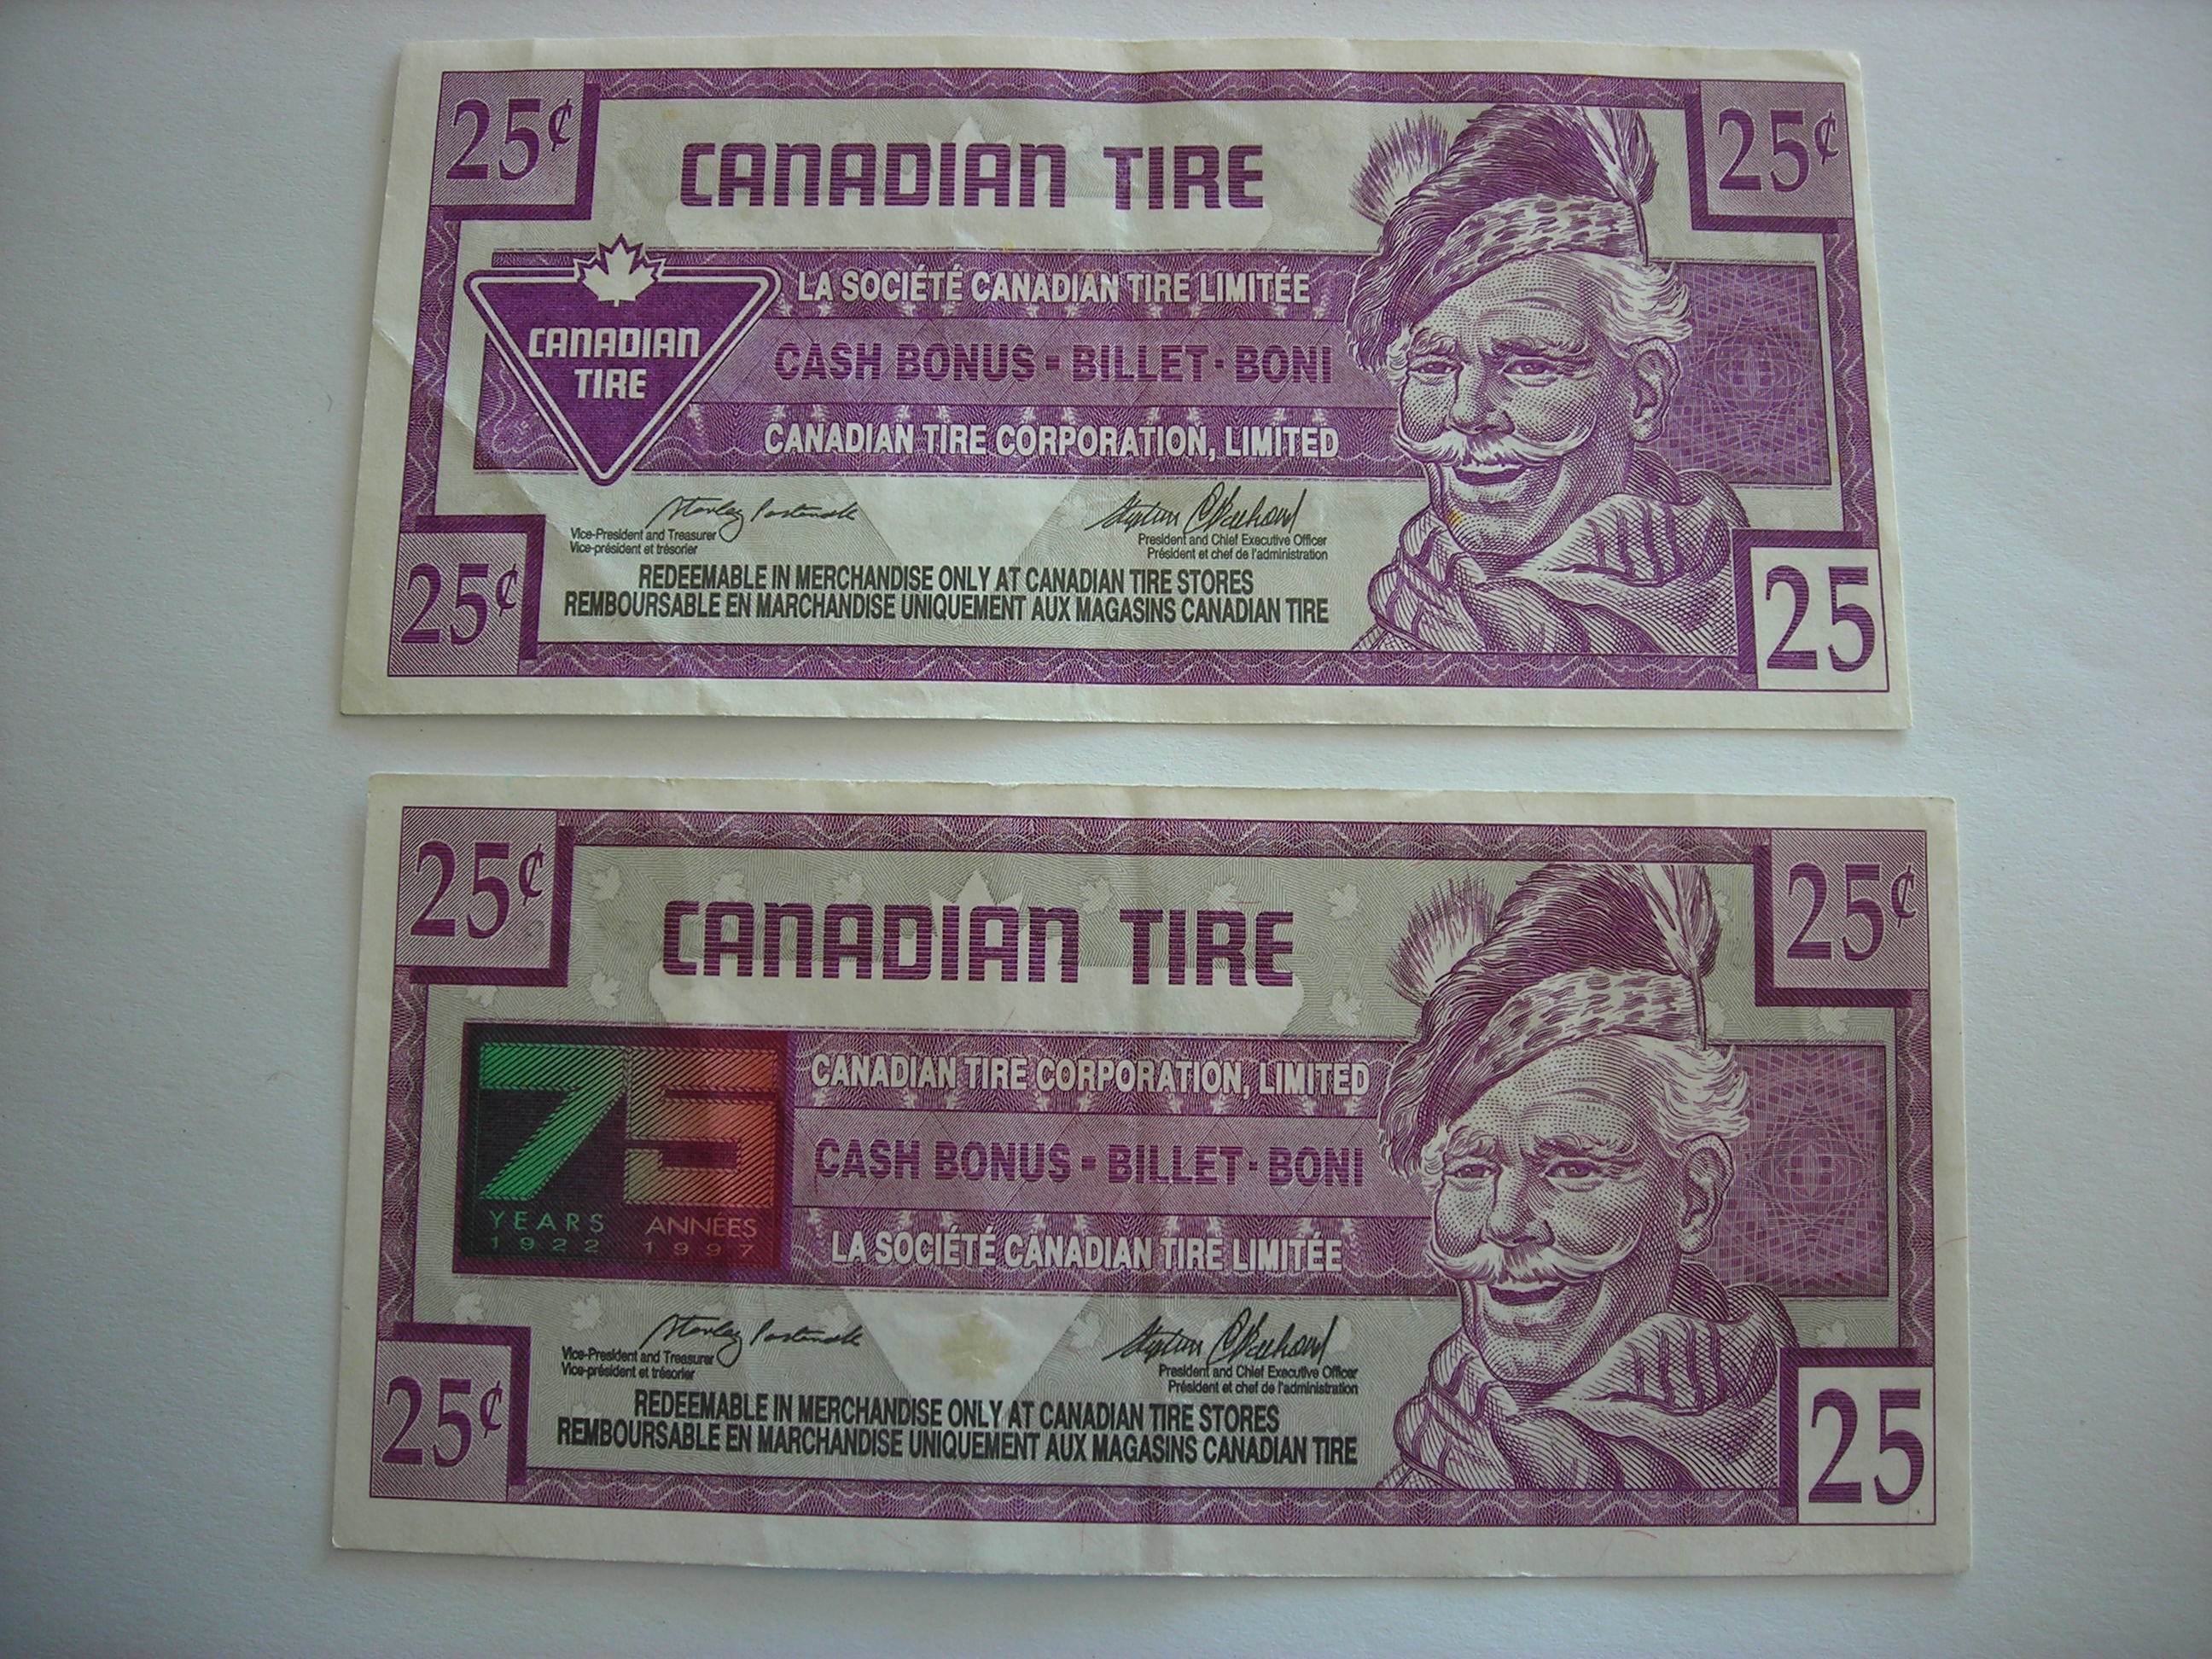 25¢
25¢
CANADIAN TIRE
LA SOCIÉTÉ CANADIAN TIRE LIMITÉE
CANADIAN
TIRE
CASH BONUS - BILLET - BONI
CANADIAN TIRE CORPORATION, LIMITED
Vice-President and Treasurer
Vice-président et trésorier
President and Chief Executive Officer
Président et chef de l'administration
REDEEMABLE IN MERCHANDISE ONLY AT CANADIAN TIRE STORES
REMBOURSABLE EN MARCHANDISE UNIQUEMENT AUX MAGASINS CANADIAN TIRE
25¢
25
25¢
25¢
CANADIAN TIRE
75
YEARS ANNÉES
1922 1997
CANADIAN TIRE CORPORATION, LIMITED
CASH BONUS - BILLET - BONI
LA SOCIÉTÉ CANADIAN TIRE LIMITÉE
Vice-President and Treasurer
Vice-président et trésorier
President and Chief Executive Officer
Président et chef de l'administration
REDEEMABLE IN MERCHANDISE ONLY AT CANADIAN TIRE STORES
REMBOURSABLE EN MARCHANDISE UNIQUEMENT AUX MAGASINS CANADIAN TIRE
25¢
25